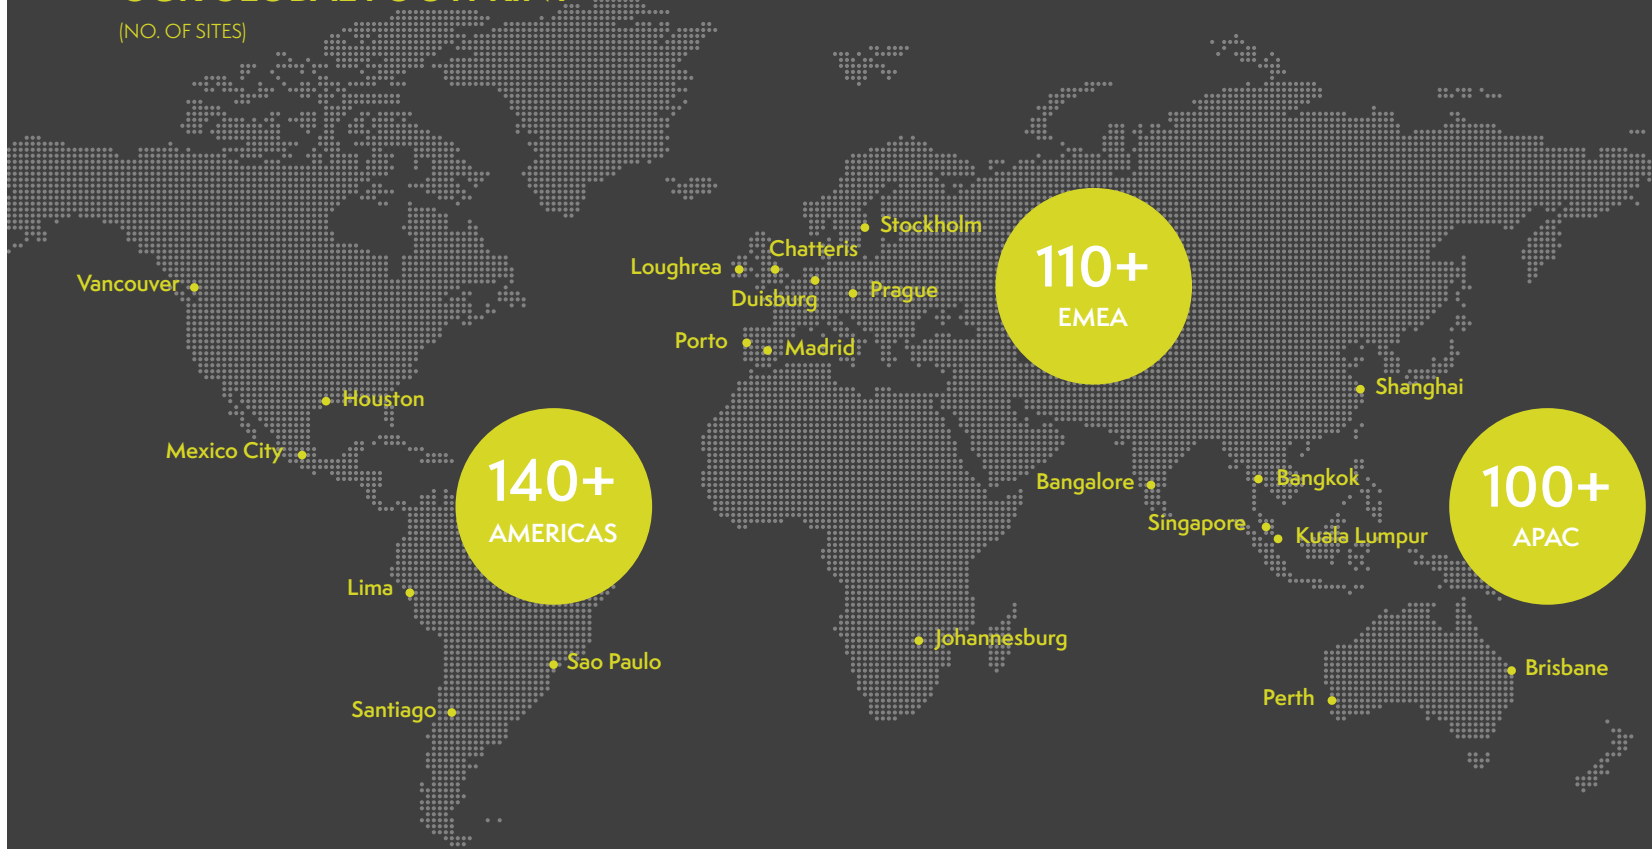 (NO. OF SITES)
Stockholm
Chatteris
Loughrea
110+
EMEA
Vancouver
Duisburg
Prague
Porto
Madrid
Shanghai
Houston
Mexico City
140+
AMERICAS
Bangalore
Bangkok
100+
APAC
Singapore
Kuala Lumpur
Lima
Johannesburg
Sao Paulo
Brisbane
Perth
Santiago